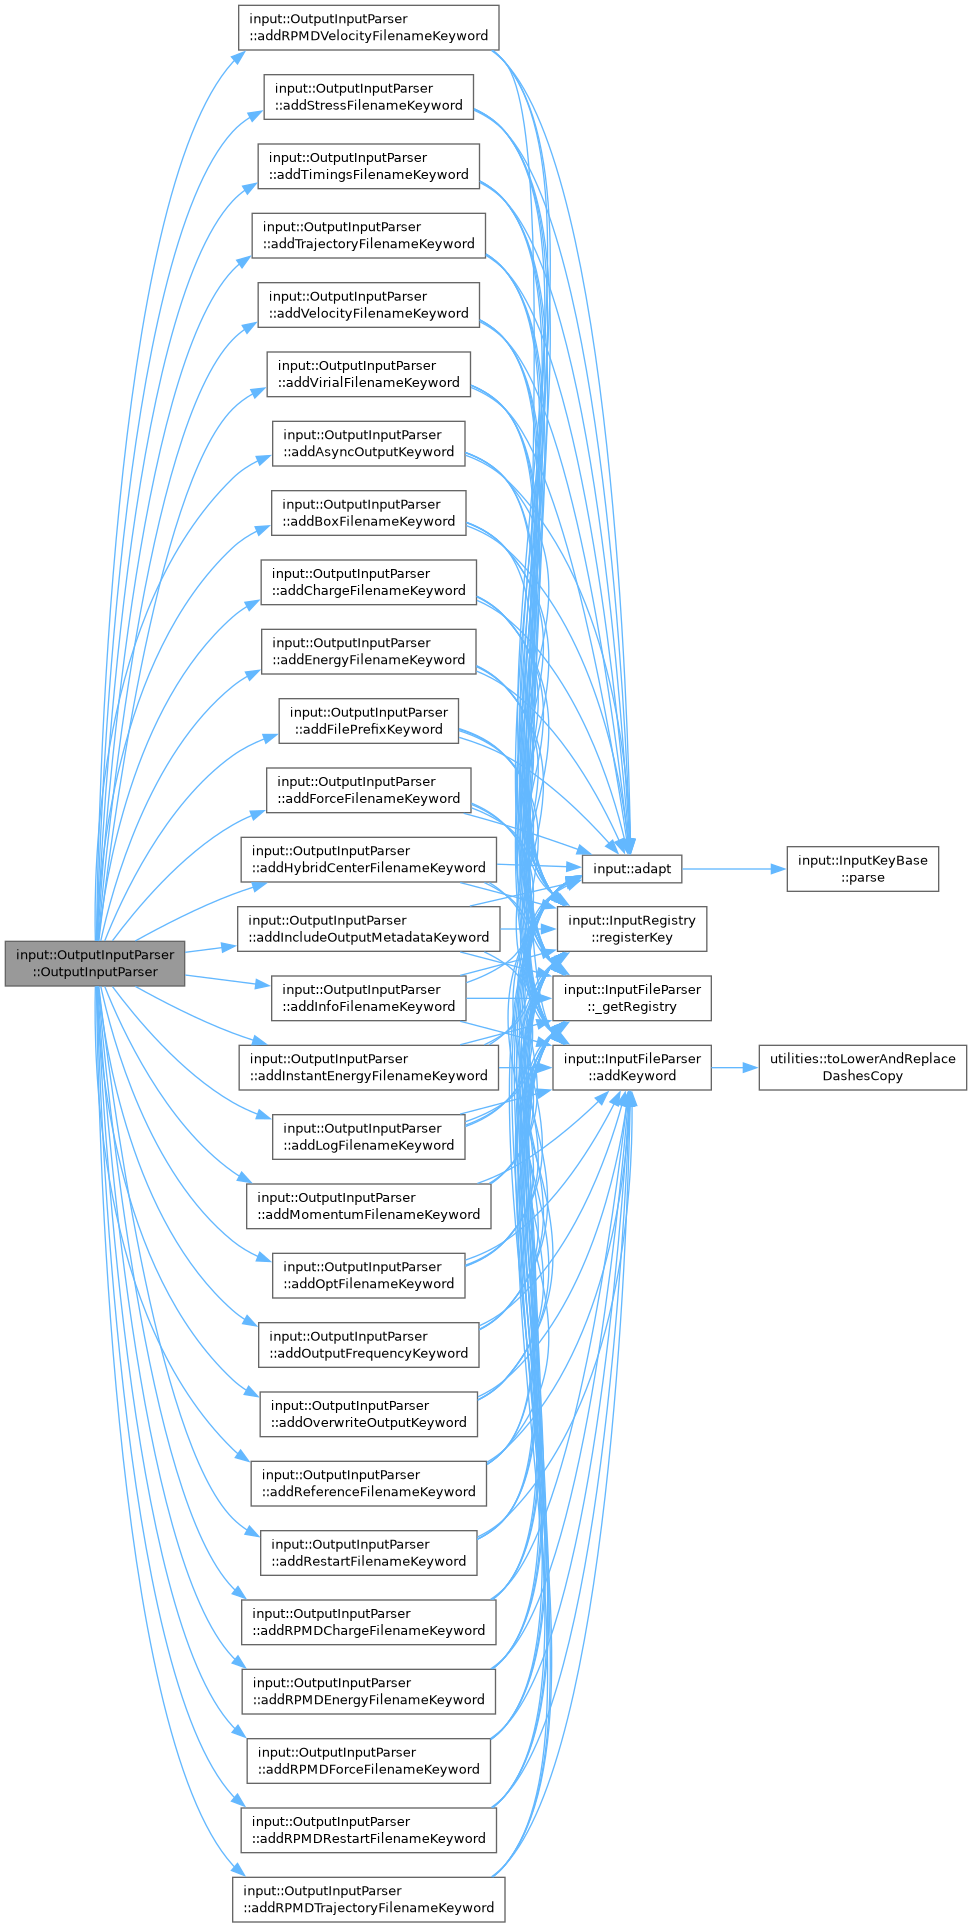 input::OutputInputParser
::OutputInputParser
input::OutputInputParser
::addRPMDVelocityFilenameKeyword
input::OutputInputParser
::addStressFilenameKeyword
input::OutputInputParser
::addTimingsFilenameKeyword
input::OutputInputParser
::addTrajectoryFilenameKeyword
input::OutputInputParser
::addVelocityFilenameKeyword
input::OutputInputParser
::addVirialFilenameKeyword
input::OutputInputParser
::addAsyncOutputKeyword
input::OutputInputParser
::addBoxFilenameKeyword
input::OutputInputParser
::addChargeFilenameKeyword
input::OutputInputParser
::addEnergyFilenameKeyword
input::OutputInputParser
::addFilePrefixKeyword
input::OutputInputParser
::addForceFilenameKeyword
input::OutputInputParser
::addHybridCenterFilenameKeyword
input::OutputInputParser
::addIncludeOutputMetadataKeyword
input::OutputInputParser
::addInfoFilenameKeyword
input::OutputInputParser
::addInstantEnergyFilenameKeyword
input::OutputInputParser
::addLogFilenameKeyword
input::OutputInputParser
::addMomentumFilenameKeyword
input::OutputInputParser
::addOptFilenameKeyword
input::OutputInputParser
::addOutputFrequencyKeyword
input::OutputInputParser
::addOverwriteOutputKeyword
input::OutputInputParser
::addReferenceFilenameKeyword
input::OutputInputParser
::addRestartFilenameKeyword
input::OutputInputParser
::addRPMDChargeFilenameKeyword
input::OutputInputParser
::addRPMDEnergyFilenameKeyword
input::OutputInputParser
::addRPMDForceFilenameKeyword
input::OutputInputParser
::addRPMDRestartFilenameKeyword
input::OutputInputParser
::addRPMDTrajectoryFilenameKeyword
input::adapt
input::InputRegistry
::registerKey
input::InputFileParser
::_getRegistry
input::InputFileParser
::addKeyword
input::InputKeyBase
::parse
utilities::toLowerAndReplace
DashesCopy